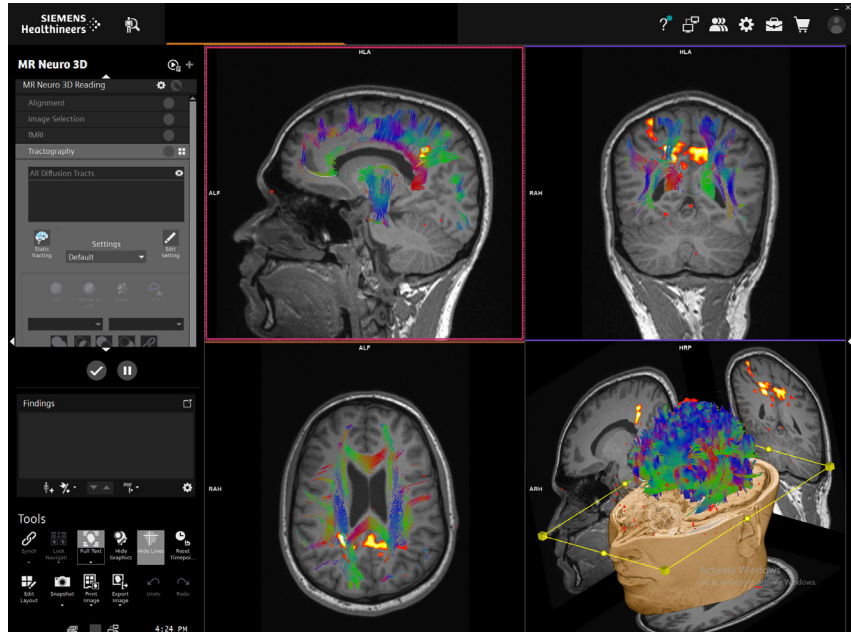 SIEMENS
Healthineers
?
MR Neuro 3D
MR Neuro 3D Reading
Alignment
Image Selection
fMRI
Tractography
All Diffusion Tracts
Static
Tracting
Settings
Default
Edit
Setting
Findings
Tools
Synch
Lock
Navigati...
Full Text
Hide
Graphics
Hide Lines
Reset
Timepoi...
Edit
Layout
Snapshot
Print
Image
Export
Image
Undo
Redo
4:24 PM
HLA
ALF
HLA
RAH
ALF
RAH
HRP
ARH
Activate Windows